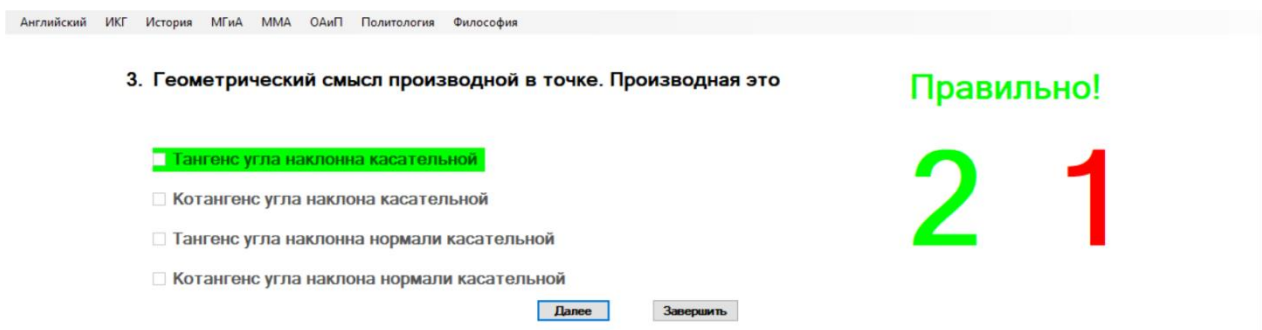 Английский ИКГ История МГиА ММА ОАиП Политология Философия
3. Геометрический смысл производной в точке. Производная это
Правильно!
Тангенс угла наклонна касательной
Котангенс угла наклона касательной
Тангенс угла наклонна нормали касательной
Котангенс угла наклона нормали касательной
2 1
Далее Завершить